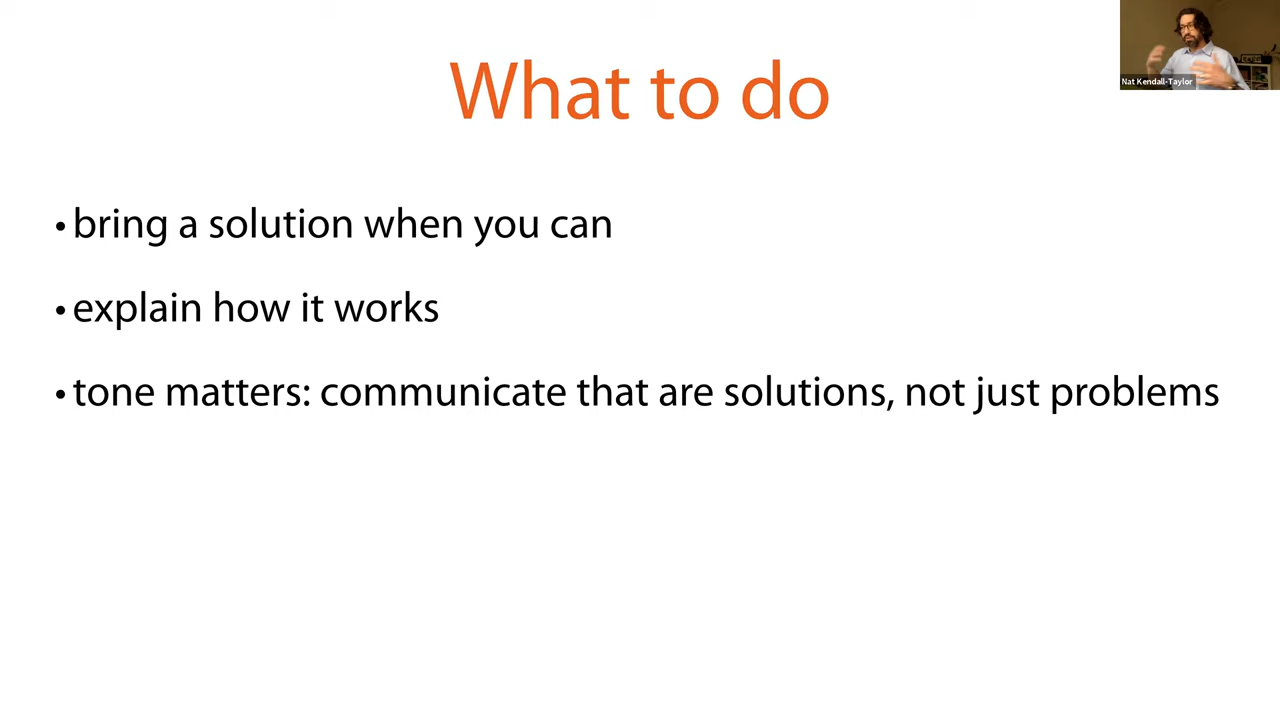 What to do
Nat Kendall-Taylor
• bring a solution when you can
• explain how it works
• tone matters: communicate that are solutions, not just problems